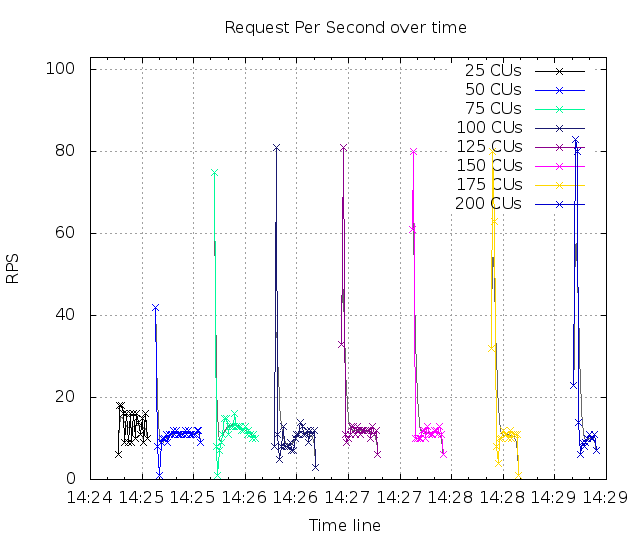 Request Per Second over time
100
80
60
40
20
0
RPS
25 CUs
50 CUs
75 CUs
100 CUs
125 CUs
150 CUs
175 CUs
200 CUs
14:24 14:25 14:25 14:26 14:26 14:27 14:27 14:28 14:28 14:29 14:29
Time line